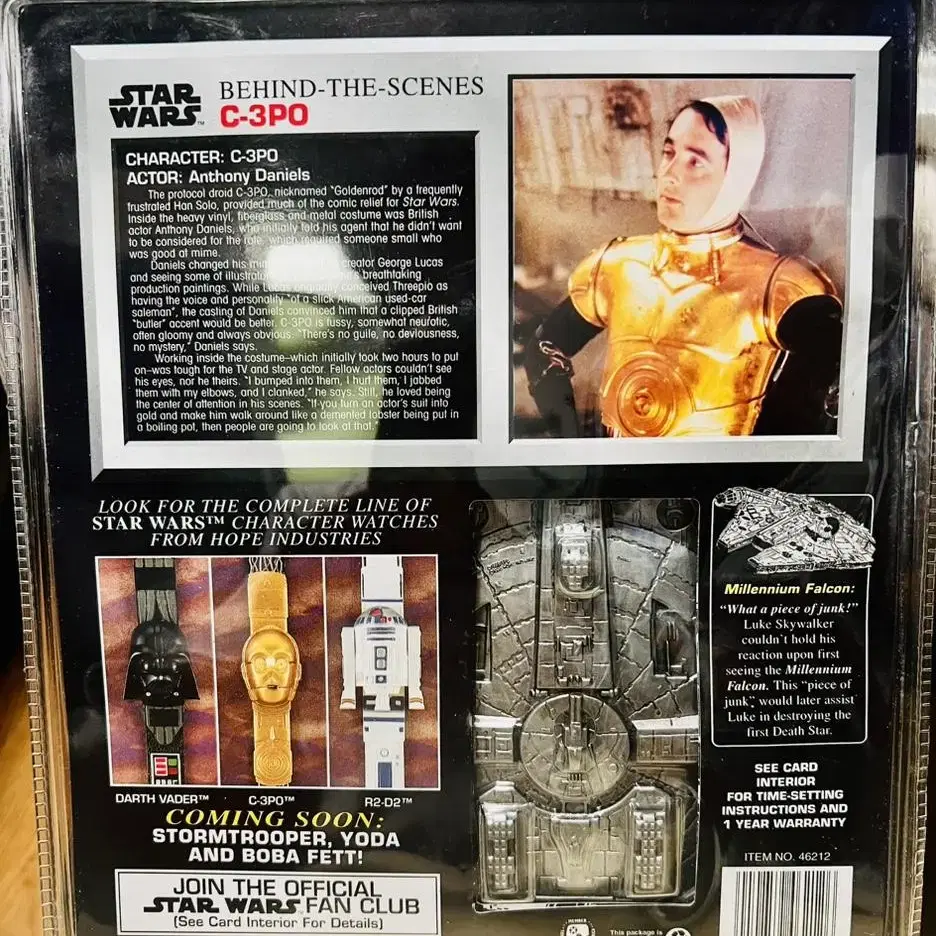 STAR WARS™
BEHIND-THE-SCENES
C-3PO
CHARACTER: C-3PO
ACTOR: Anthony Daniels
The protocol droid C-3PO, nicknamed "Goldenrod" by a frequently
frustrated Han Solo, provided much of the comic relief for Star Wars.
Inside the heavy vinyl, fiberglass and metal costume was British
actor Anthony Daniels, who initially told his agent that he didn't want
to be considered for the role, which required someone small who
was good at mime.
Daniels changed his creator George Lucas
and seeing some of breathtaking
production paintings. While Lucas originally conceived Threepio as
having the voice and personality "of a slick American used-car
saleman", the casting of Daniels convinced him that a clipped British
"butler" accent would be better. C-3PO is fussy, somewhat neurotic,
often gloomy and always obvious. "There's no guile, no deviousness,
no mystery," Daniels says.
Working inside the costume—which initially took two hours to put
on—was tough for the TV and stage actor. Fellow actors couldn't see
his eyes, nor he theirs. "I bumped into them, I hurt them, I jabbed
them with my elbows, and I clanked," he says. Still, he loved being
the center of attention in his scenes. "If you turn an actor's suit into
gold and make him walk around like a demented lobster being put in
a boiling pot, then people are going to look at that."
LOOK FOR THE COMPLETE LINE OF
STAR WARS™ CHARACTER WATCHES
FROM HOPE INDUSTRIES
DARTH VADER™ C-3PO™ R2-D2™
COMING SOON:
STORMTROOPER, YODA
AND BOBA FETT!
JOIN THE OFFICIAL
STAR WARS™ FAN CLUB
(See Card Interior For Details)
Millennium Falcon:
"What a piece of junk!"
Luke Skywalker
couldn't hold his
reaction upon first
seeing the Millennium
Falcon. This "piece of
junk" would later assist
Luke in destroying the
first Death Star.
SEE CARD
INTERIOR
FOR TIME-SETTING
INSTRUCTIONS AND
1 YEAR WARRANTY
ITEM NO. 46212
MEMBER
This package is